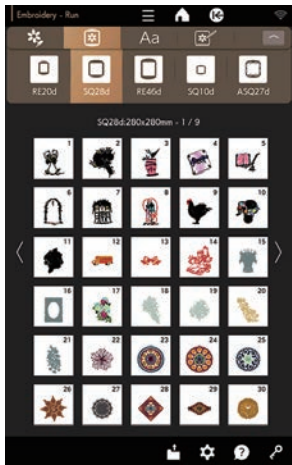 Embroidery - Run
Aa
RE20d SQ28d RE46d SQ10d ASQ27d
SQ28d:280x280mm - 1 / 9
1 2 3 4 5
6 7 8 9 10
11 12 13 14 15
16 17 18 19 20
21 22 23 24 25
26 27 28 29 30
?